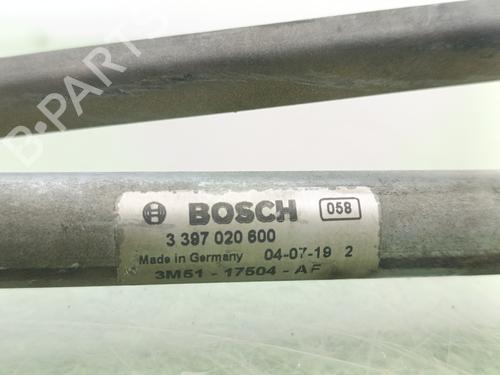 B-PARTS
BOSCH 058
3 397 020 600
Made in Germany 04-07-19 2
3M51 - 17504 - AF